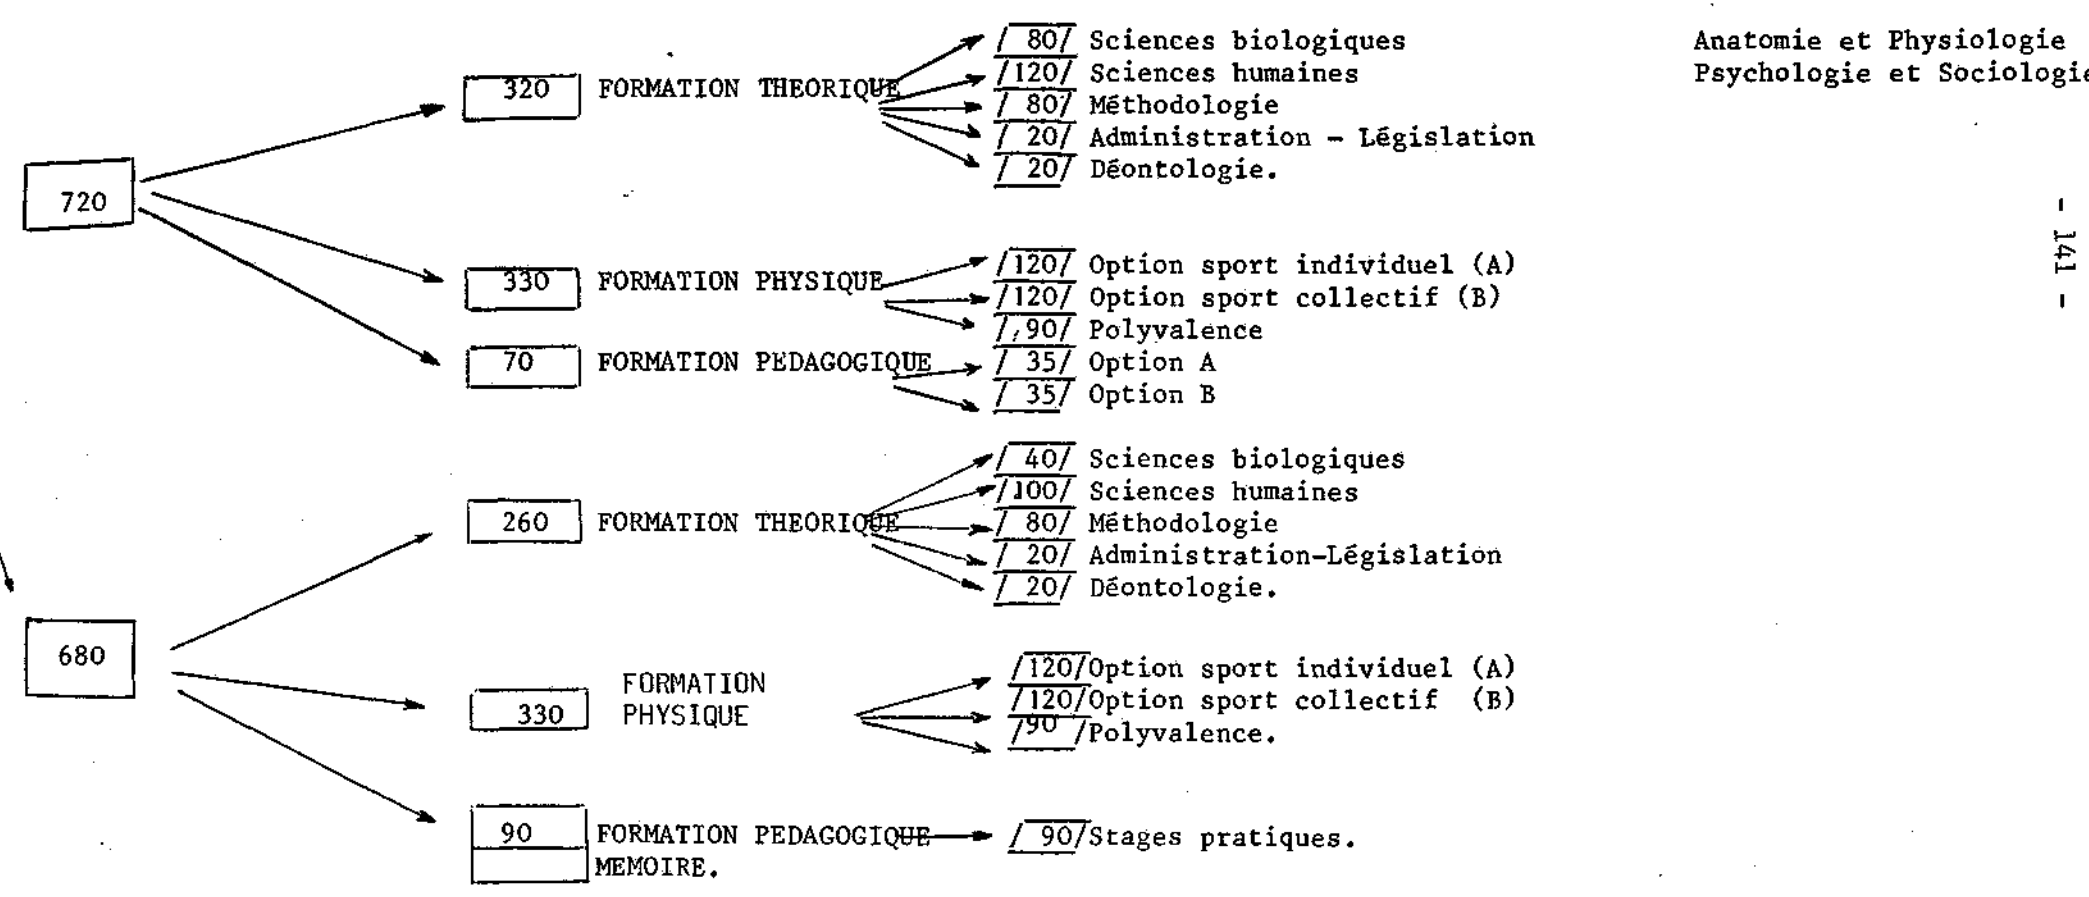 / 80/ Sciences biologiques Anatomie et Physiologie
320 FORMATION THEORIQUE /120/ Sciences humaines Psychologie et Sociologie
/ 80/ Méthodologie
/ 20/ Administration - Législation
/ 20/ Déontologie.
720
- 141 -
330 FORMATION PHYSIQUE /120/ Option sport individuel (A)
/120/ Option sport collectif (B)
/ 90/ Polyvalence
70 FORMATION PEDAGOGIQUE / 35/ Option A
/ 35/ Option B
/ 40/ Sciences biologiques
/100/ Sciences humaines
260 FORMATION THEORIQUE / 80/ Méthodologie
/ 20/ Administration-Législation
/ 20/ Déontologie.
680
FORMATION /120/Option sport individuel (A)
330 PHYSIQUE /120/Option sport collectif (B)
/90 /Polyvalence.
90 FORMATION PEDAGOGIQUE / 90/Stages pratiques.
MEMOIRE.